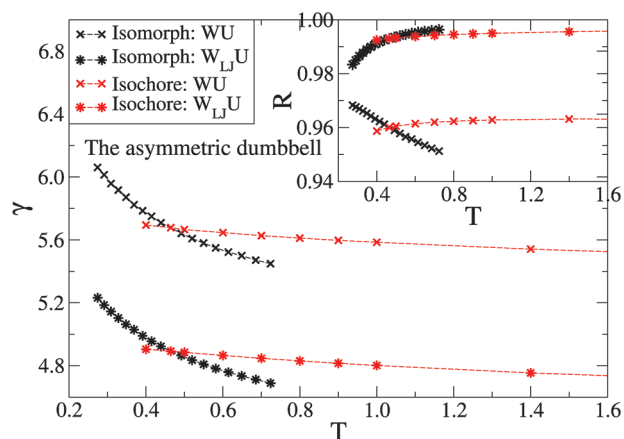 6.8
6.4
6.0
5.6
5.2
4.8
γ
Isomorph: WU
Isomorph: W_LJU
Isochore: WU
Isochore: W_LJU
The asymmetric dumbbell
1.00
0.98
0.96
0.94
R
0.4 0.8 1.2 1.6
T
0.2 0.4 0.6 0.8 1.0 1.2 1.4 1.6
T